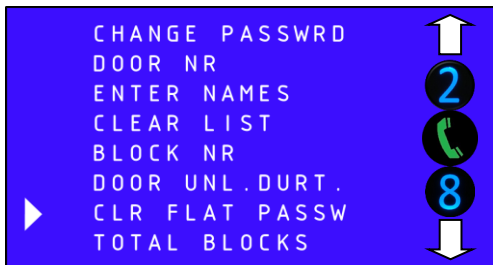 CHANGE PASSWRD
DOOR NR
ENTER NAMES
CLEAR LIST
BLOCK NR
DOOR UNL.DURT.
CLR FLAT PASSW
TOTAL BLOCKS
2
8